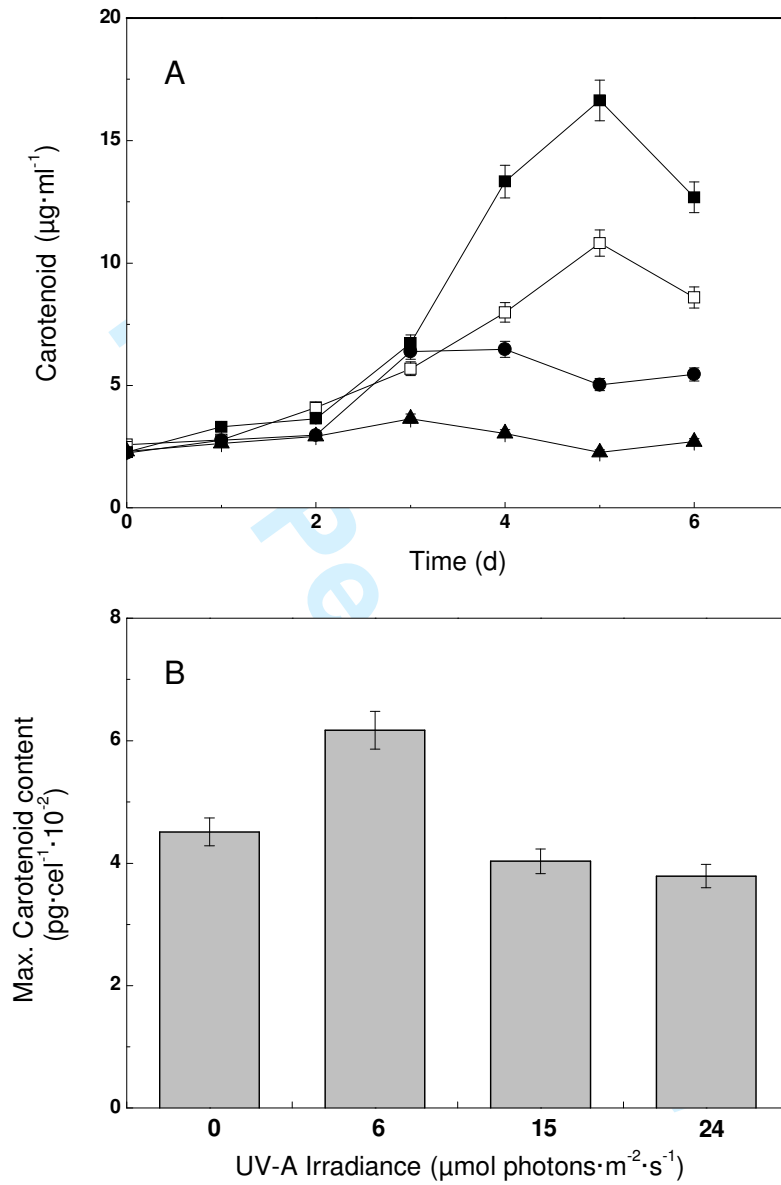 A
Carotenoid (µg·ml⁻¹)
20
15
10
5
0
0 2 4 6
Time (d)
Pe
B
Max. Carotenoid content
(pg·cel⁻¹·10⁻²)
8
6
4
2
0
0 6 15 24
UV-A Irradiance (µmol photons·m⁻²·s⁻¹)